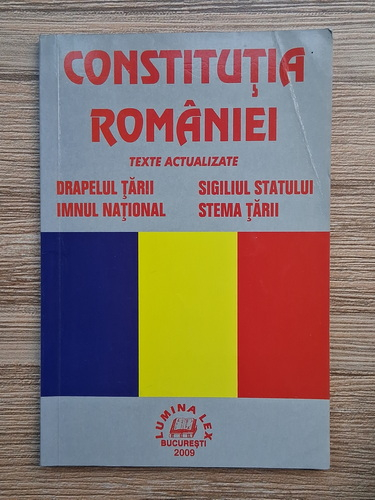 CONSTITUȚIA
ROMÂNIEI
TEXTE ACTUALIZATE
DRAPELUL ȚĂRII SIGILIUL STATULUI
IMNUL NAȚIONAL STEMA ȚĂRII
LUMINA LEX
BUCUREȘTI
2009